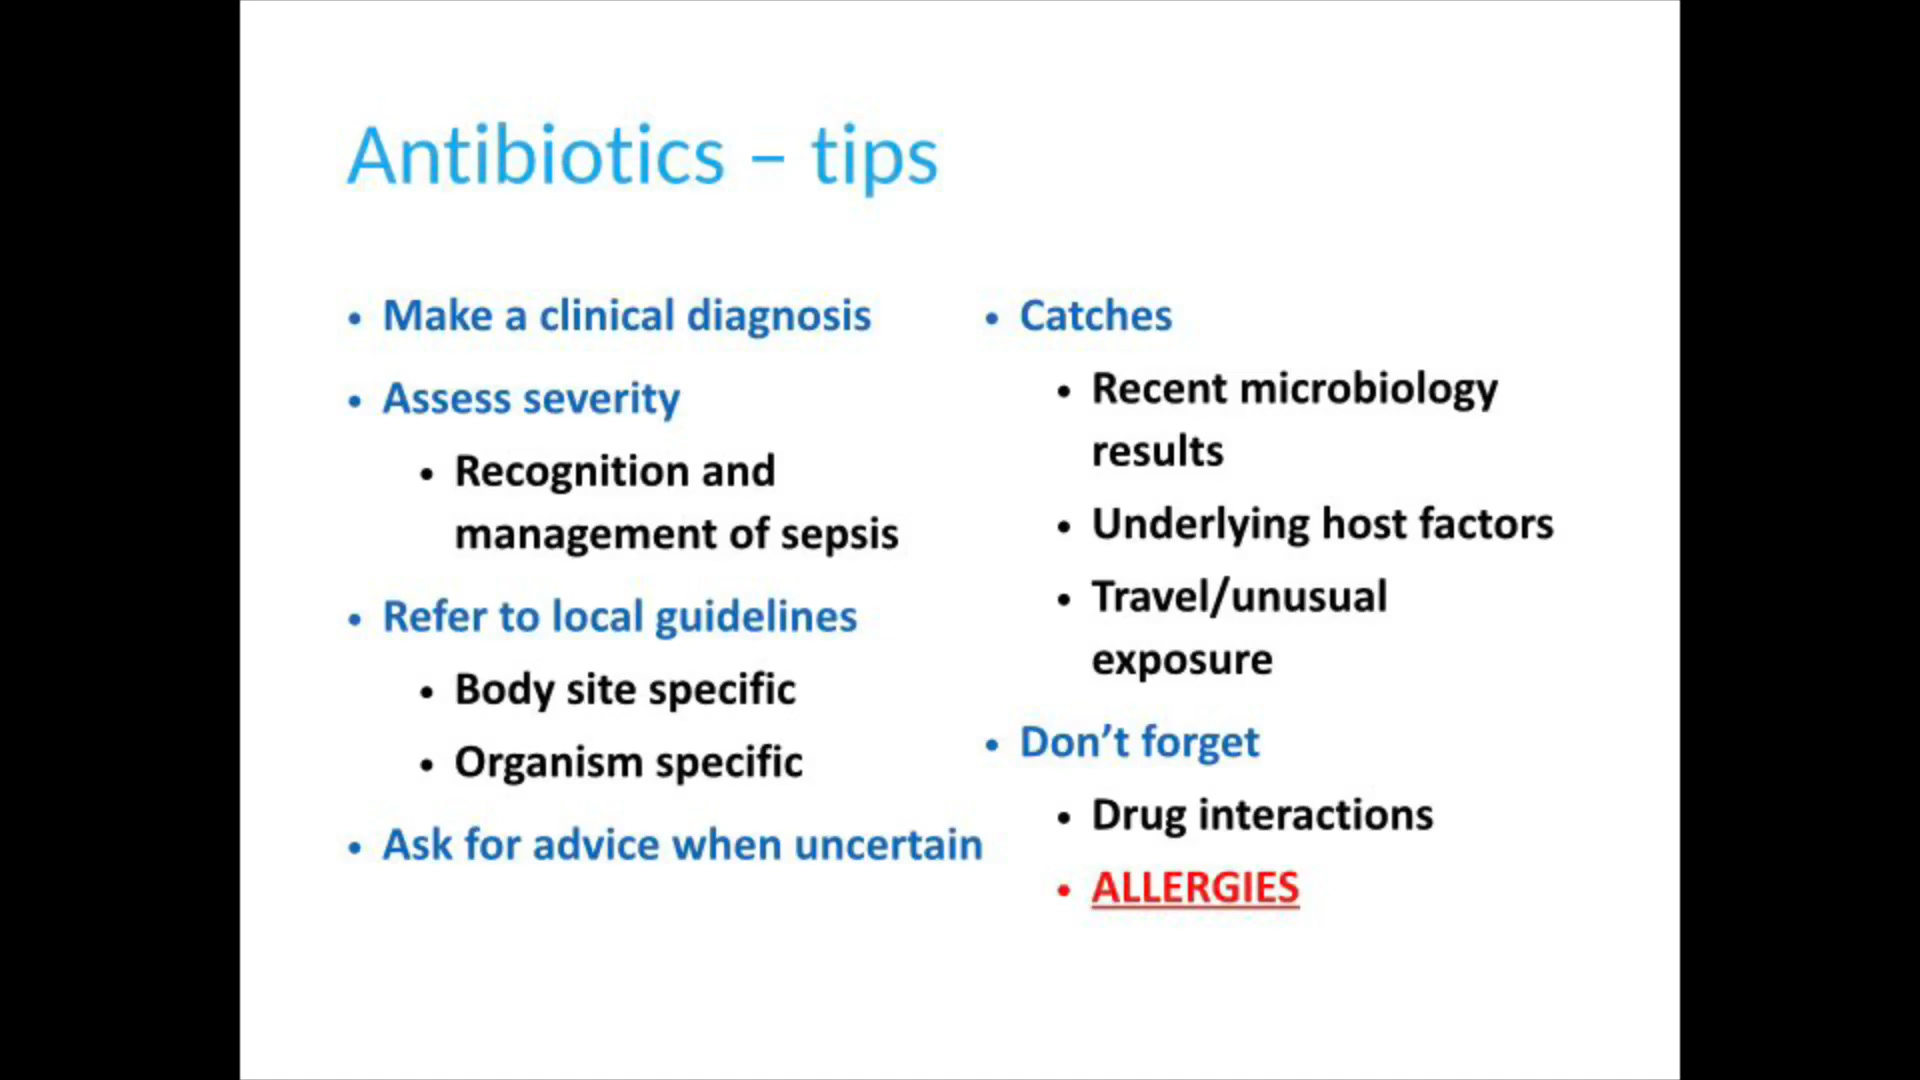 Antibiotics – tips
• Make a clinical diagnosis
• Assess severity
• Recognition and
management of sepsis
• Refer to local guidelines
• Body site specific
• Organism specific
• Ask for advice when uncertain
• Catches
• Recent microbiology
results
• Underlying host factors
• Travel/unusual
exposure
• Don’t forget
• Drug interactions
• ALLERGIES